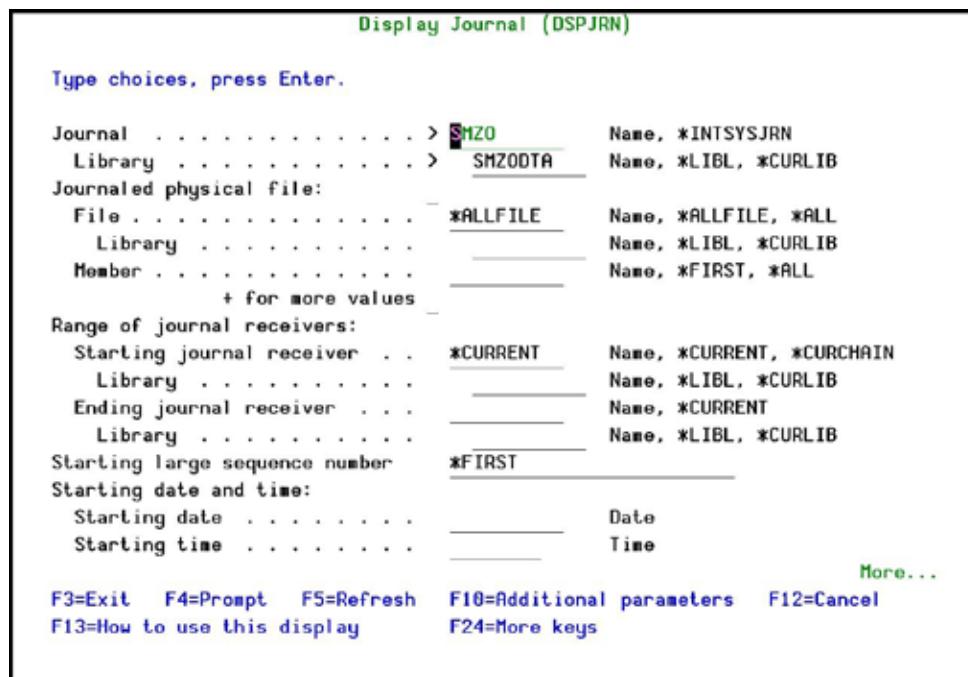 Display Journal (DSPJRN)
Type choices, press Enter.
Journal . . . . . . . . . . . . > SMZO Name, *INTSYSJRN
Library . . . . . . . . . . . > SMZODTA Name, *LIBL, *CURLIB
Journaled physical file:
File . . . . . . . . . . . . . *ALLFILE Name, *ALLFILE, *ALL
Library . . . . . . . . . . Name, *LIBL, *CURLIB
Member . . . . . . . . . . . . Name, *FIRST, *ALL
+ for more values
Range of journal receivers:
Starting journal receiver . . *CURRENT Name, *CURRENT, *CURCHAIN
Library . . . . . . . . . . Name, *LIBL, *CURLIB
Ending journal receiver . . . Name, *CURRENT
Library . . . . . . . . . . Name, *LIBL, *CURLIB
Starting large sequence number *FIRST
Starting date and time:
Starting date . . . . . . . . Date
Starting time . . . . . . . . Time
More...
F3=Exit F4=Prompt F5=Refresh F10=Additional parameters F12=Cancel
F13=How to use this display F24=More keys